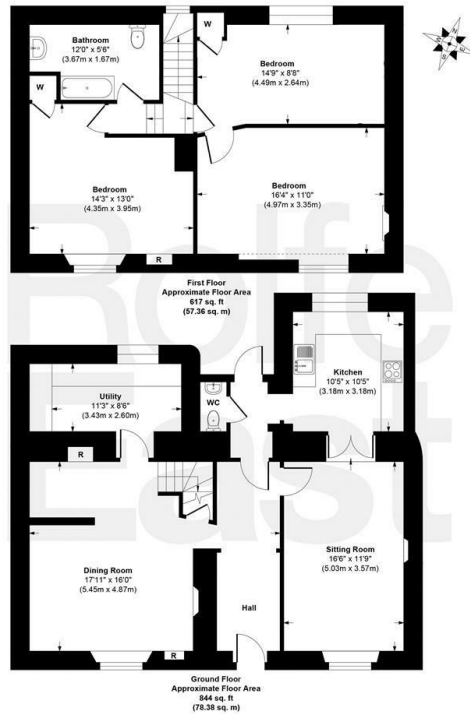 Bathroom
12'0" x 5'6"
(3.67m x 1.67m)
W
Bedroom
14'9" x 8'8"
(4.49m x 2.64m)
W
Bedroom
14'3" x 13'0"
(4.35m x 3.95m)
Bedroom
16'4" x 11'0"
(4.97m x 3.35m)
R
First Floor
Approximate Floor Area
617 sq. ft
(57.36 sq. m)
Rolfe
East
Kitchen
10'5" x 10'5"
(3.18m x 3.18m)
Utility
11'3" x 8'6"
(3.43m x 2.60m)
WC
R
Dining Room
17'11" x 16'0"
(5.45m x 4.87m)
Sitting Room
16'6" x 11'9"
(5.03m x 3.57m)
Hall
R
Ground Floor
Approximate Floor Area
844 sq. ft
(78.38 sq. m)